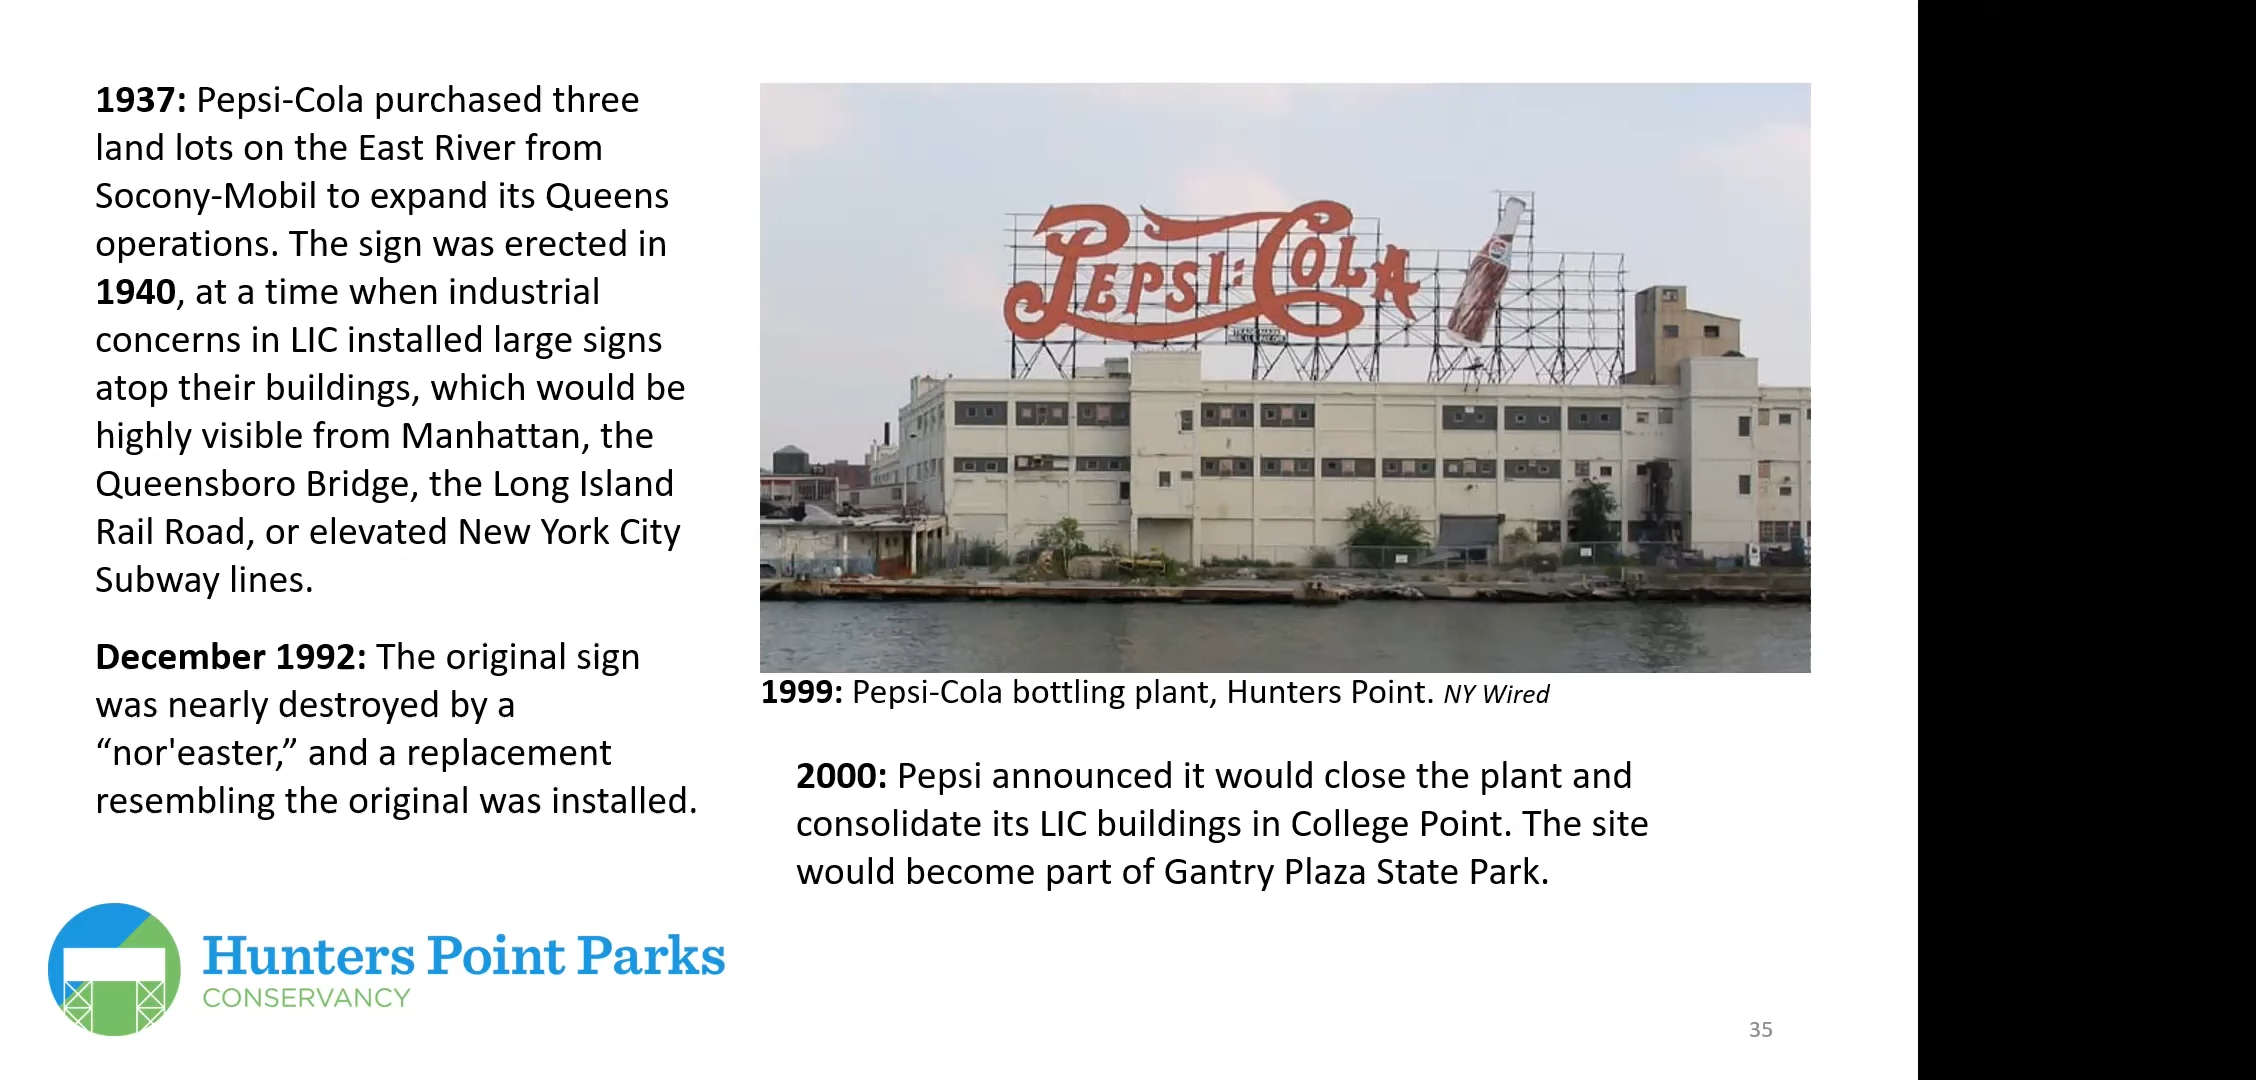 1937: Pepsi-Cola purchased three
land lots on the East River from
Socony-Mobil to expand its Queens
operations. The sign was erected in
1940, at a time when industrial
concerns in LIC installed large signs
atop their buildings, which would be
highly visible from Manhattan, the
Queensboro Bridge, the Long Island
Rail Road, or elevated New York City
Subway lines.
December 1992: The original sign
was nearly destroyed by a
“nor'easter,” and a replacement
resembling the original was installed.
PEPSI:COLA
1999: Pepsi-Cola bottling plant, Hunters Point. NY Wired
2000: Pepsi announced it would close the plant and
consolidate its LIC buildings in College Point. The site
would become part of Gantry Plaza State Park.
Hunters Point Parks
CONSERVANCY
35